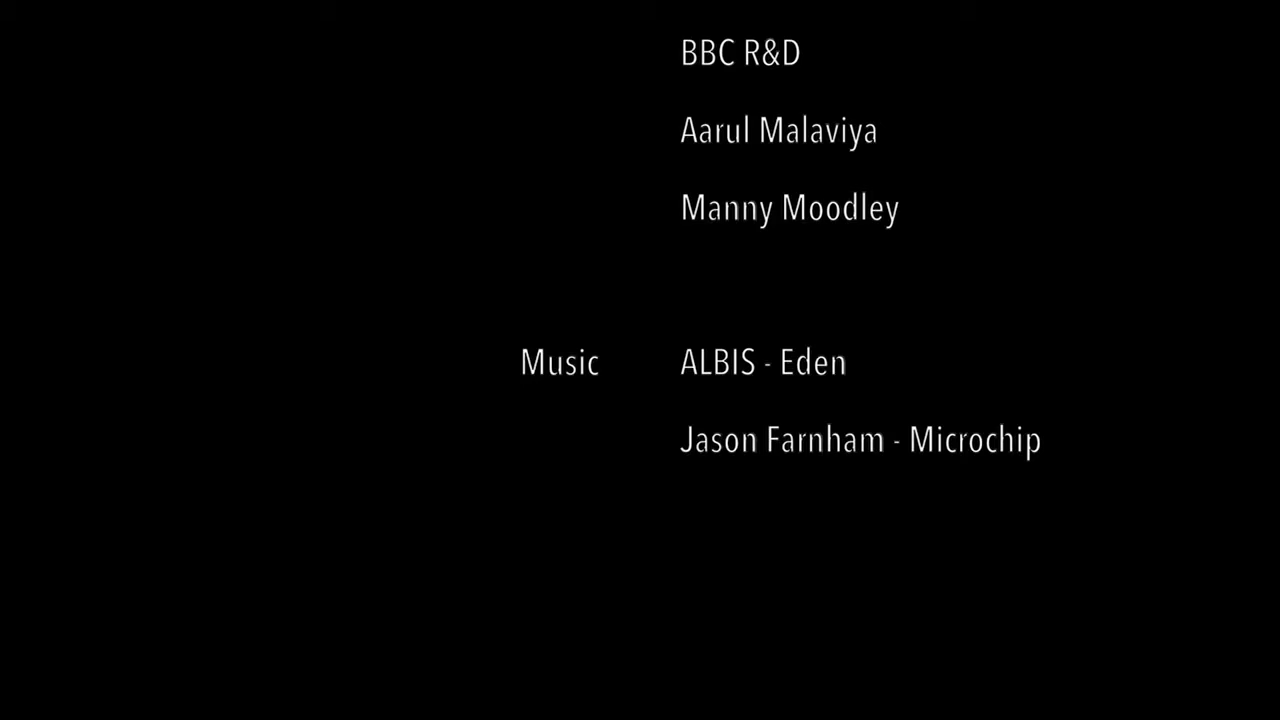 BBC R&D
Aarul Malaviya
Manny Moodley
Music ALBIS - Eden
Jason Farnham - Microchip